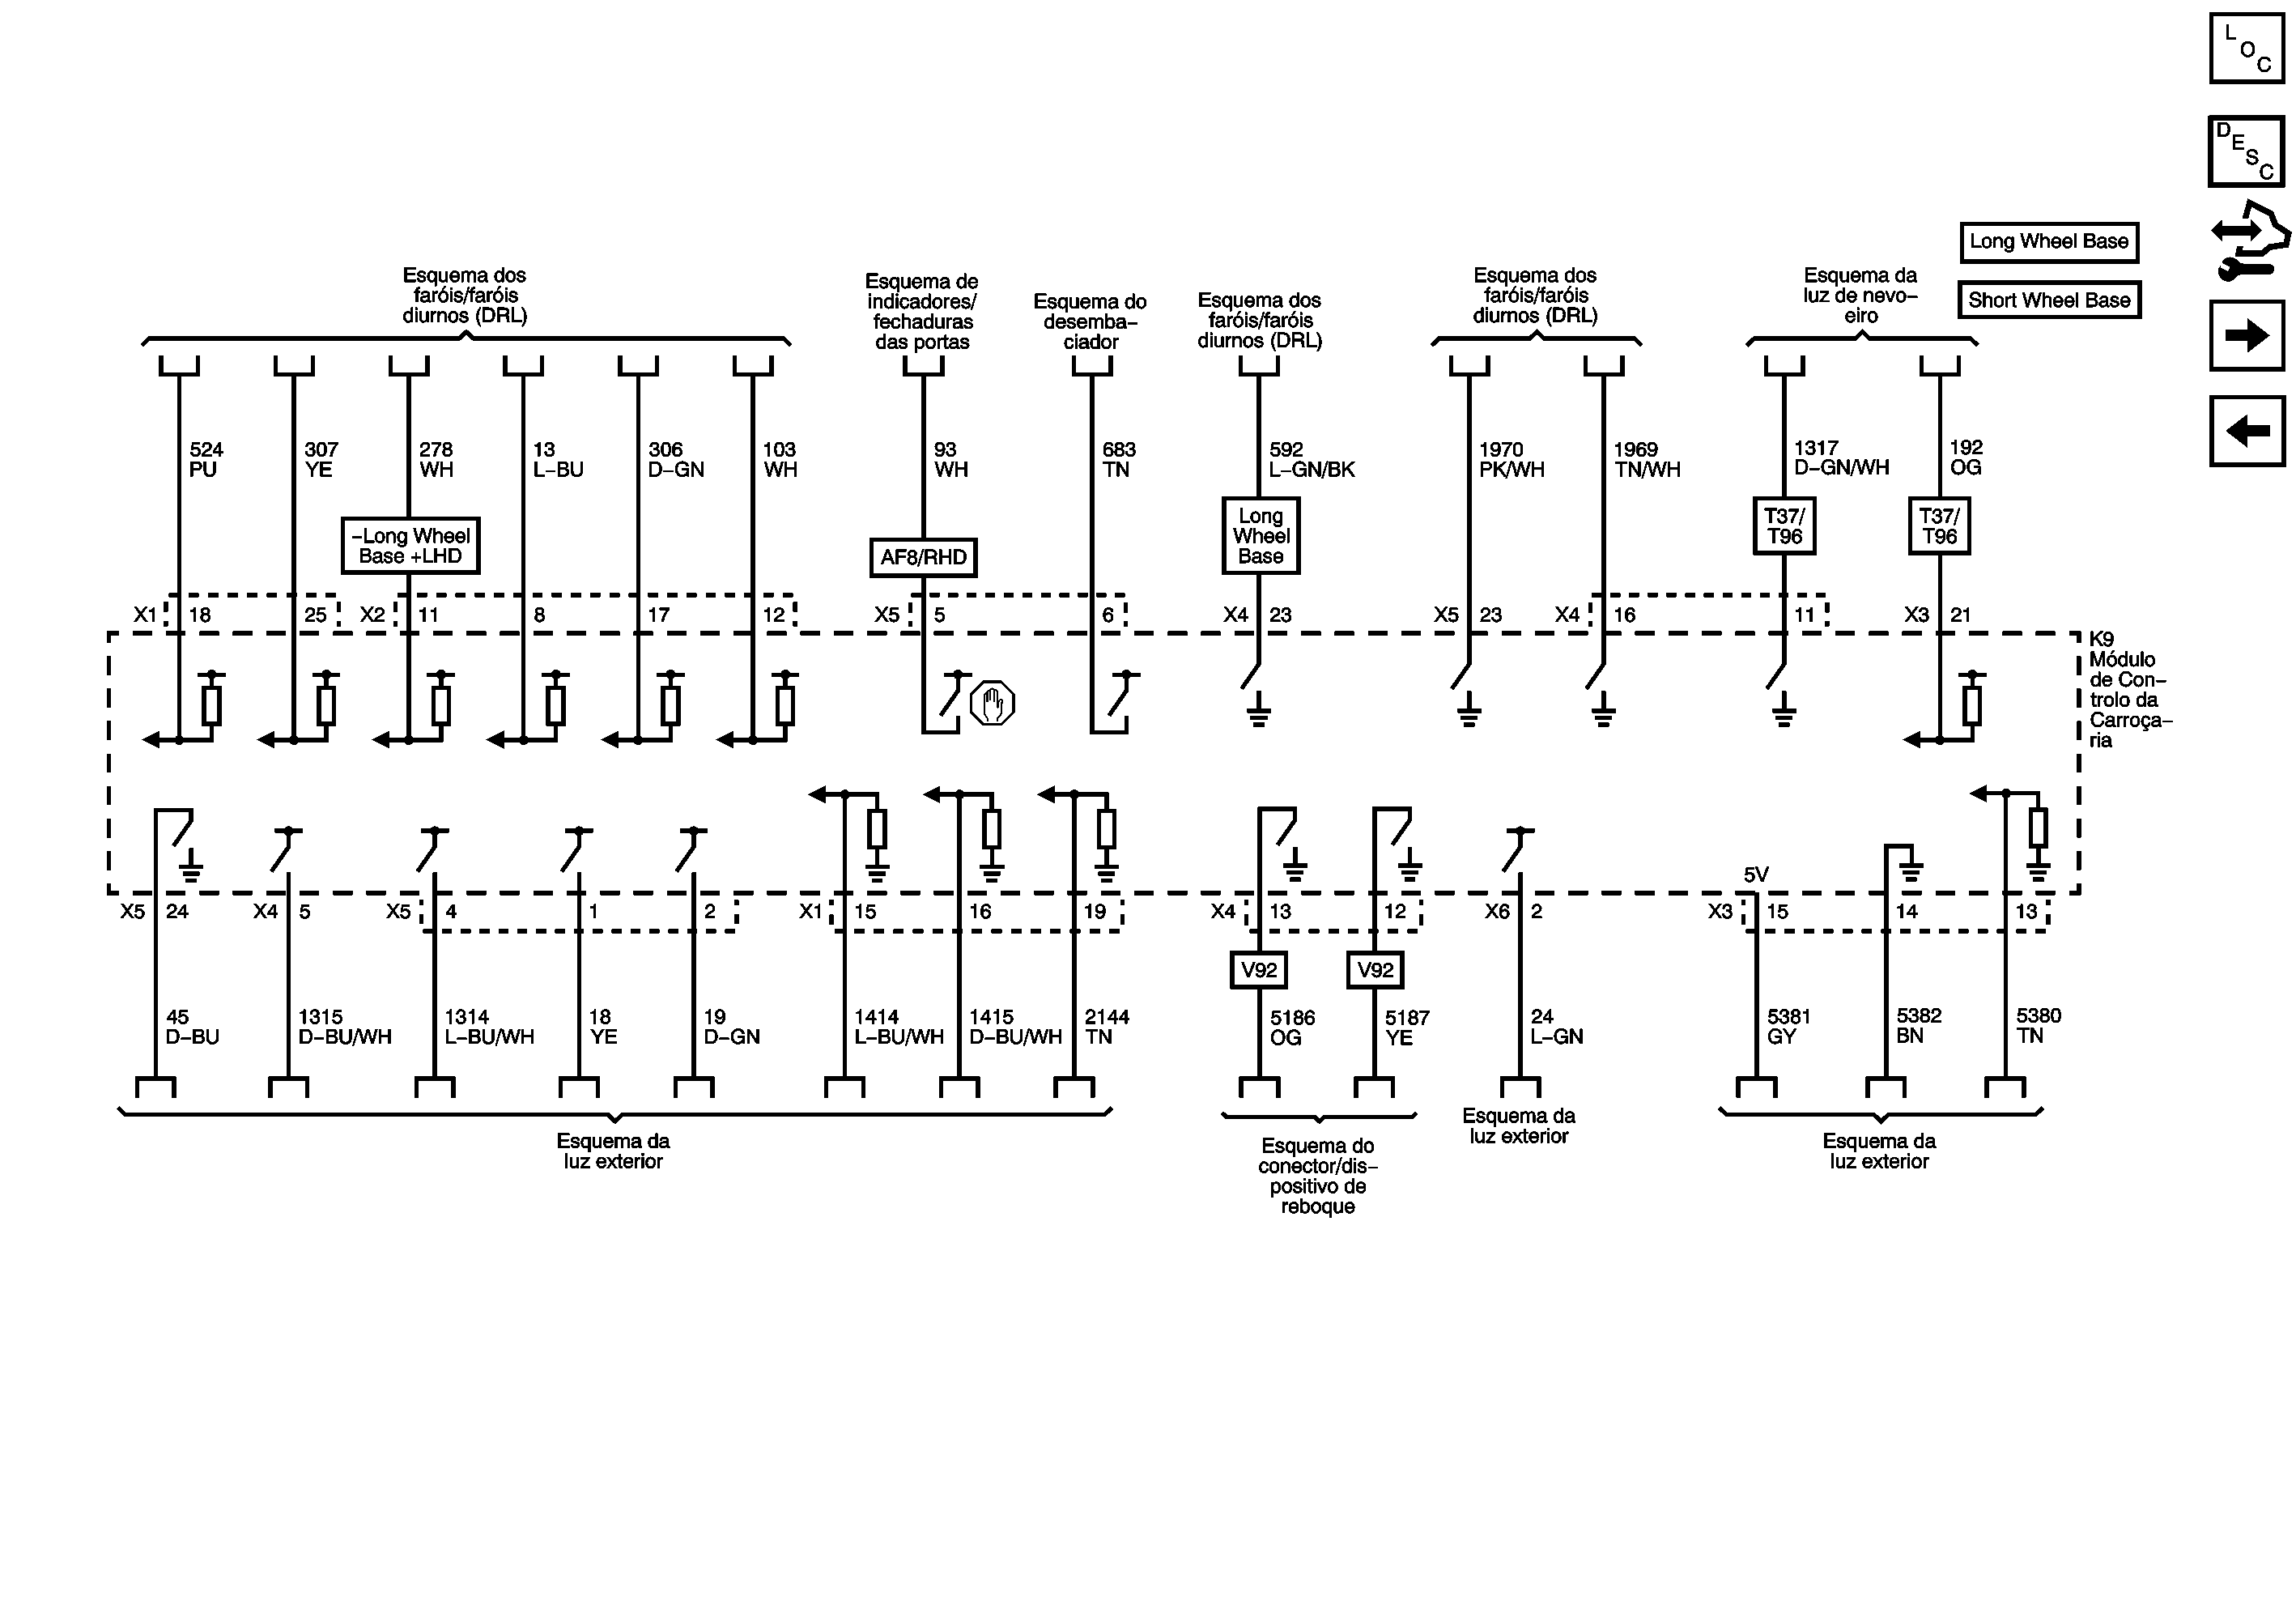 L
O
C
D
E
S
C
Long Wheel Base
Short Wheel Base
Esquema dos
faróis/faróis
diurnos (DRL)
Esquema de
indicadores/
fechaduras
das portas
Esquema do
desemba–
ciador
Esquema dos
faróis/faróis
diurnos (DRL)
Esquema dos
faróis/faróis
diurnos (DRL)
Esquema da
luz de nevo–
eiro
524
PU
307
YE
278
WH
13
L–BU
306
D–GN
103
WH
93
WH
683
TN
592
L–GN/BK
1970
PK/WH
1969
TN/WH
1317
D–GN/WH
192
OG
–Long Wheel
Base +LHD
AF8/RHD
Long
Wheel
Base
T37/
T96
T37/
T96
X1 18 25 X2 11 8 17 12 X5 5 6 X4 23 X5 23 X4 16 11 X3 21
K9
Módulo
de Con–
trolo da
Carroça–
ria
5V
X5 24 X4 5 X5 4 1 2 X1 15 16 19 X4 13 12 X6 2 X3 15 14 13
V92
V92
45
D–BU
1315
D–BU/WH
1314
L–BU/WH
18
YE
19
D–GN
1414
L–BU/WH
1415
D–BU/WH
2144
TN
5186
OG
5187
YE
24
L–GN
5381
GY
5382
BN
5380
TN
Esquema da
luz exterior
Esquema do
conector/dis–
positivo de
reboque
Esquema da
luz exterior
Esquema da
luz exterior